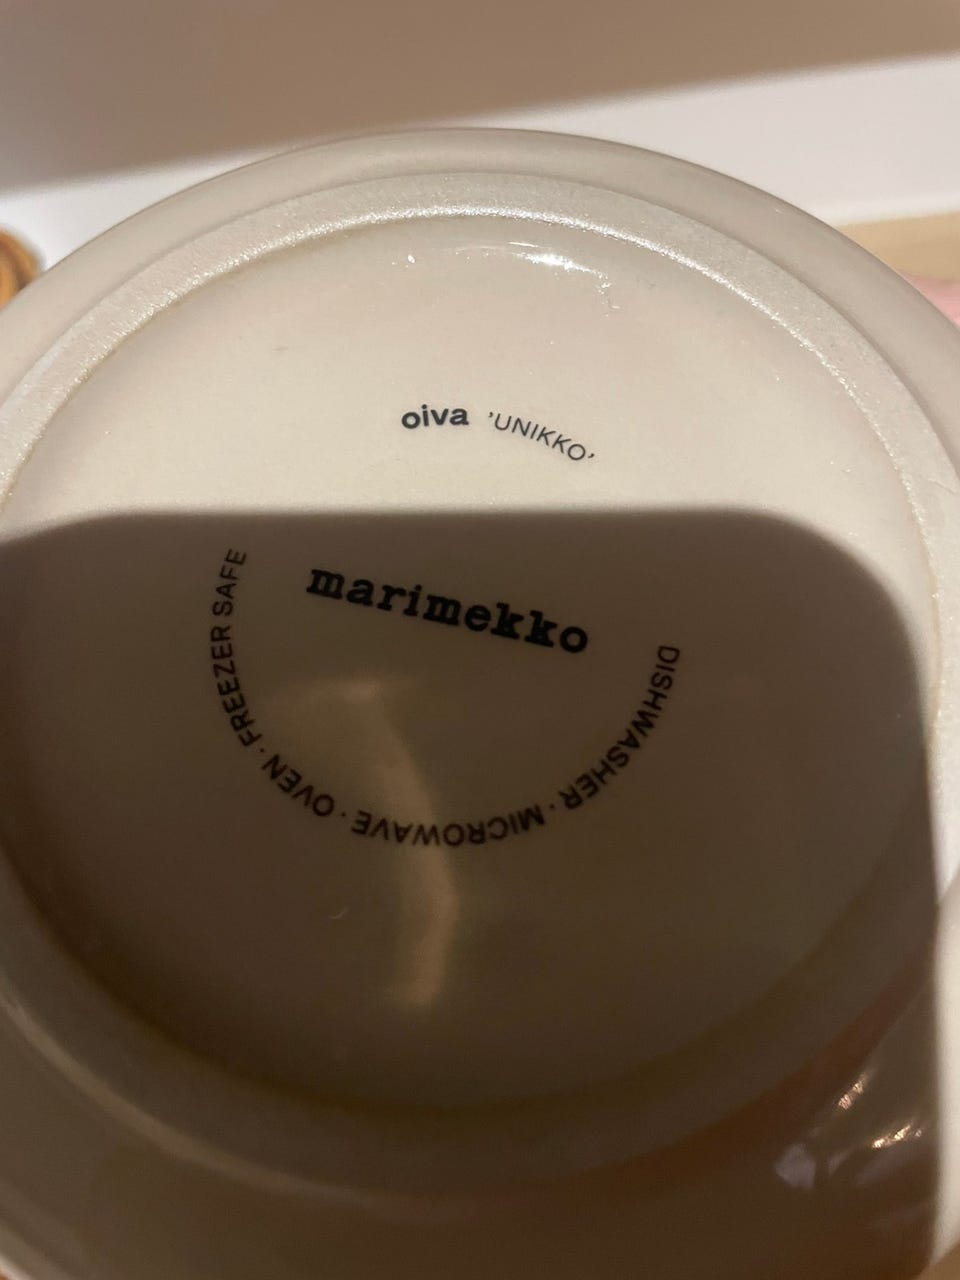 oiva 'UNIKKO'
marimekko
DISHWASHER · MICROWAVE · OVEN · FREEZER SAFE